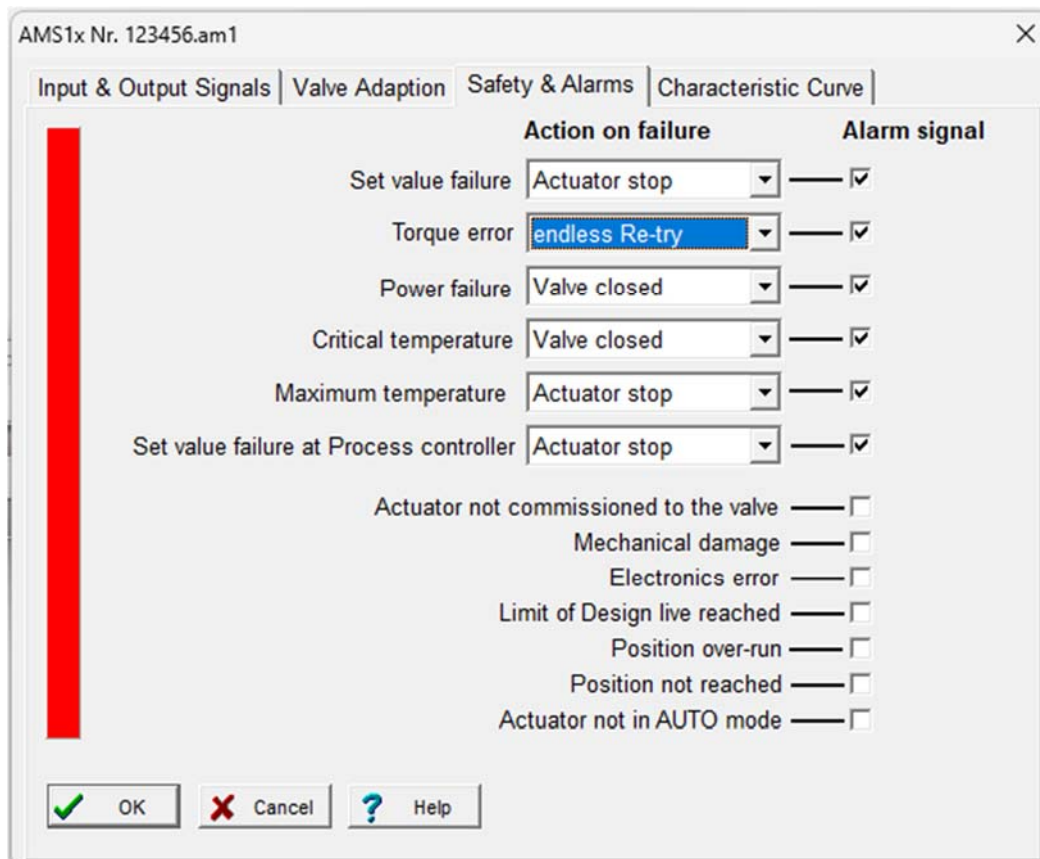 AMS1x Nr. 123456.am1
Input & Output Signals Valve Adaption Safety & Alarms Characteristic Curve
Action on failure Alarm signal
Set value failure Actuator stop
Torque error endless Re-try
Power failure Valve closed
Critical temperature Valve closed
Maximum temperature Actuator stop
Set value failure at Process controller Actuator stop
Actuator not commissioned to the valve
Mechanical damage
Electronics error
Limit of Design live reached
Position over-run
Position not reached
Actuator not in AUTO mode
OK Cancel ? Help